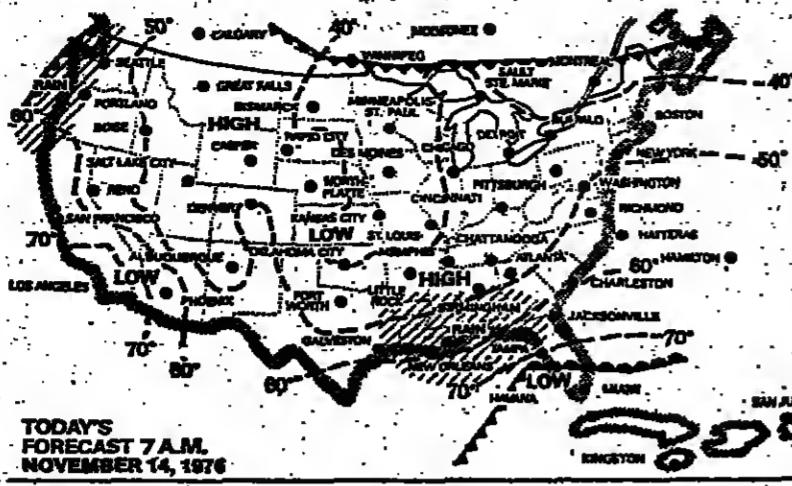 50°
40°
CALGARY
MOOSONEE
WINNIPEG
SEATTLE
SAULT
STE. MARIE
MONTREAL
RAIN
GREAT FALLS
40°
PORTLAND
BISMARCK
MINNEAPOLIS
ST. PAUL
60°
BUFFALO
BOSTON
BOISE
HIGH
RAPID CITY
DETROIT
CASPER
DES MOINES
CHICAGO
NEW YORK
50°
SALT LAKE CITY
NORTH
PLATTE
PITTSBURGH
WASHINGTON
RENO
CINCINNATI
DENVER
KANSAS CITY
RICHMOND
SAN FRANCISCO
LOW
ST. LOUIS
CHATTANOOGA
HATTERAS
70°
ALBUQUERQUE
OKLAHOMA CITY
MEMPHIS
ATLANTA
60°
HAMILTON
LOW
HIGH
LOS ANGELES
PHOENIX
FORT
WORTH
LITTLE
ROCK
BIRMINGHAM
CHARLESTON
RAIN
JACKSONVILLE
GALVESTON
TAMPA
70°
70°
NEW ORLEANS
60°
LOW
70°
MIAMI
HAVANA
SAN JU
TODAY'S
FORECAST 7 A.M.
NOVEMBER 14, 1976
KINGSTON